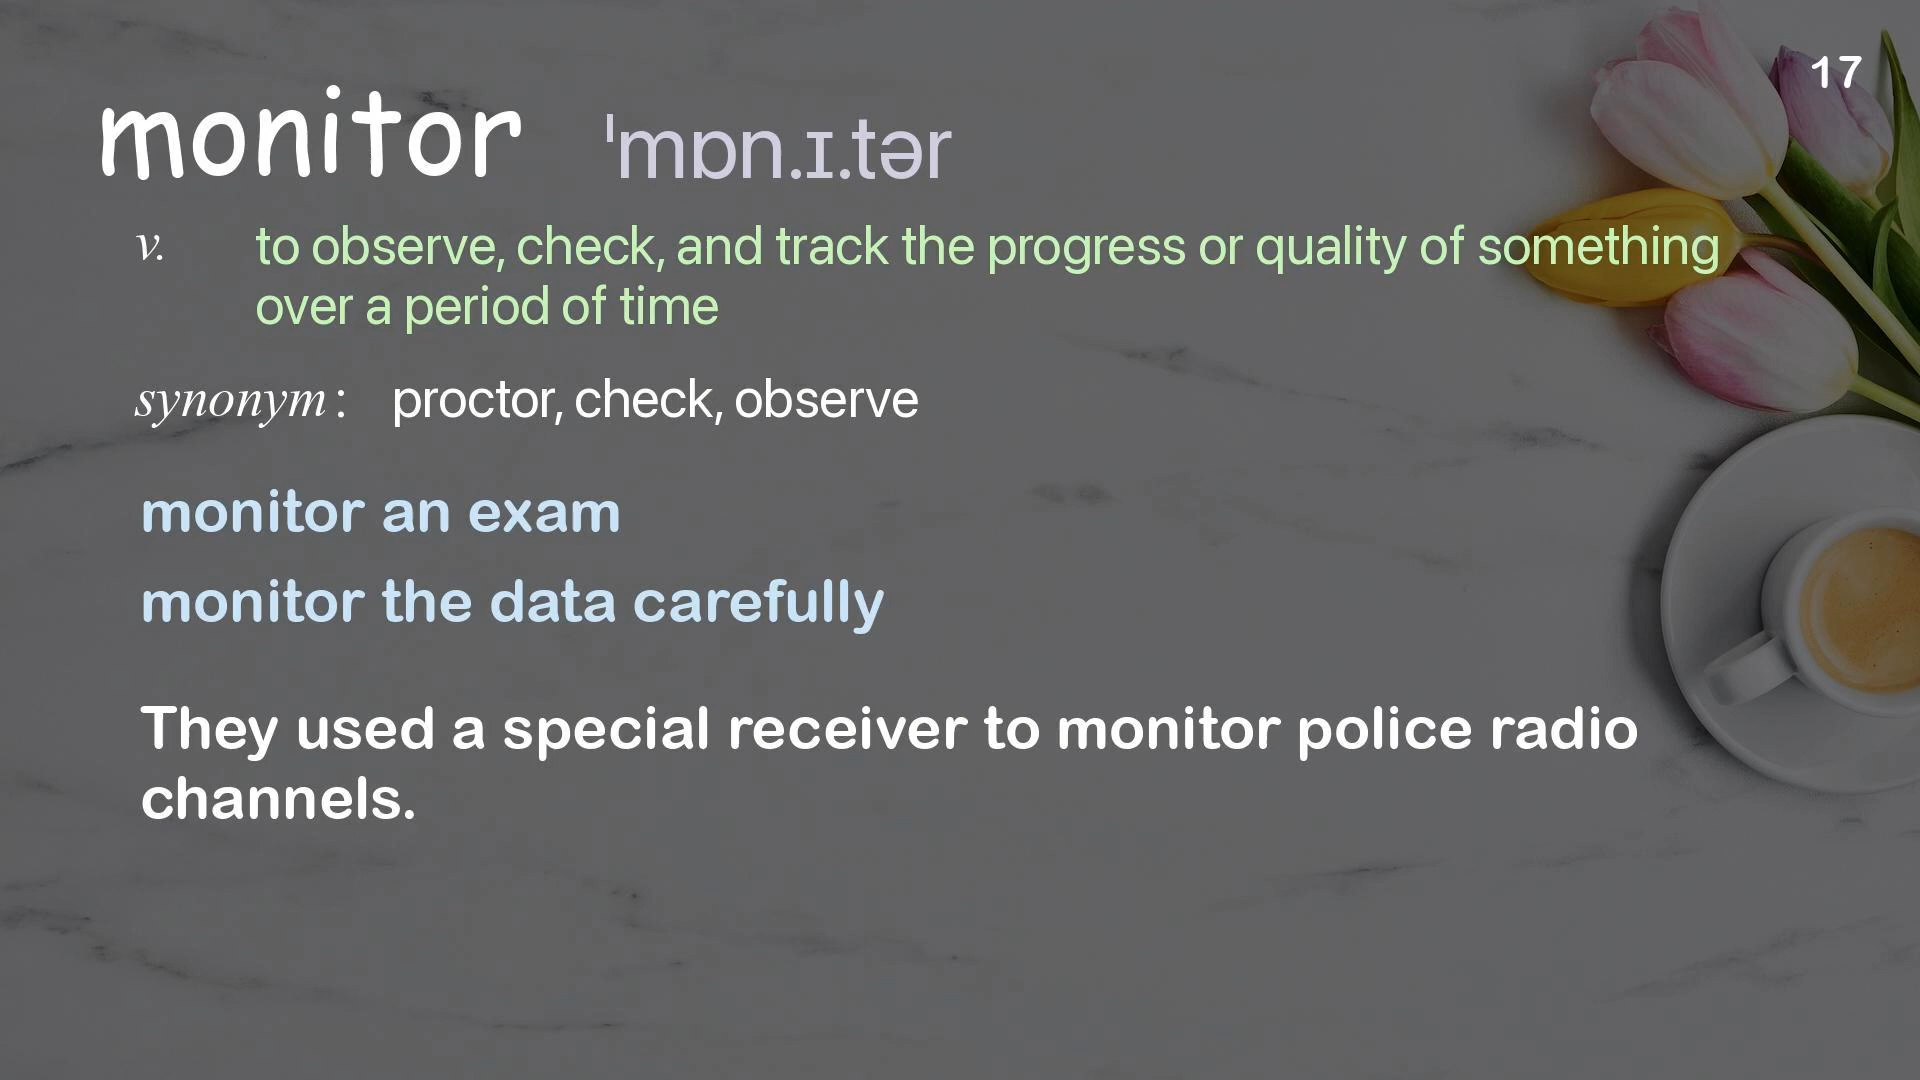 17
monitor ˈmɒn.ɪ.tər
v. to observe, check, and track the progress or quality of something
over a period of time
synonym: proctor, check, observe
monitor an exam
monitor the data carefully
They used a special receiver to monitor police radio
channels.